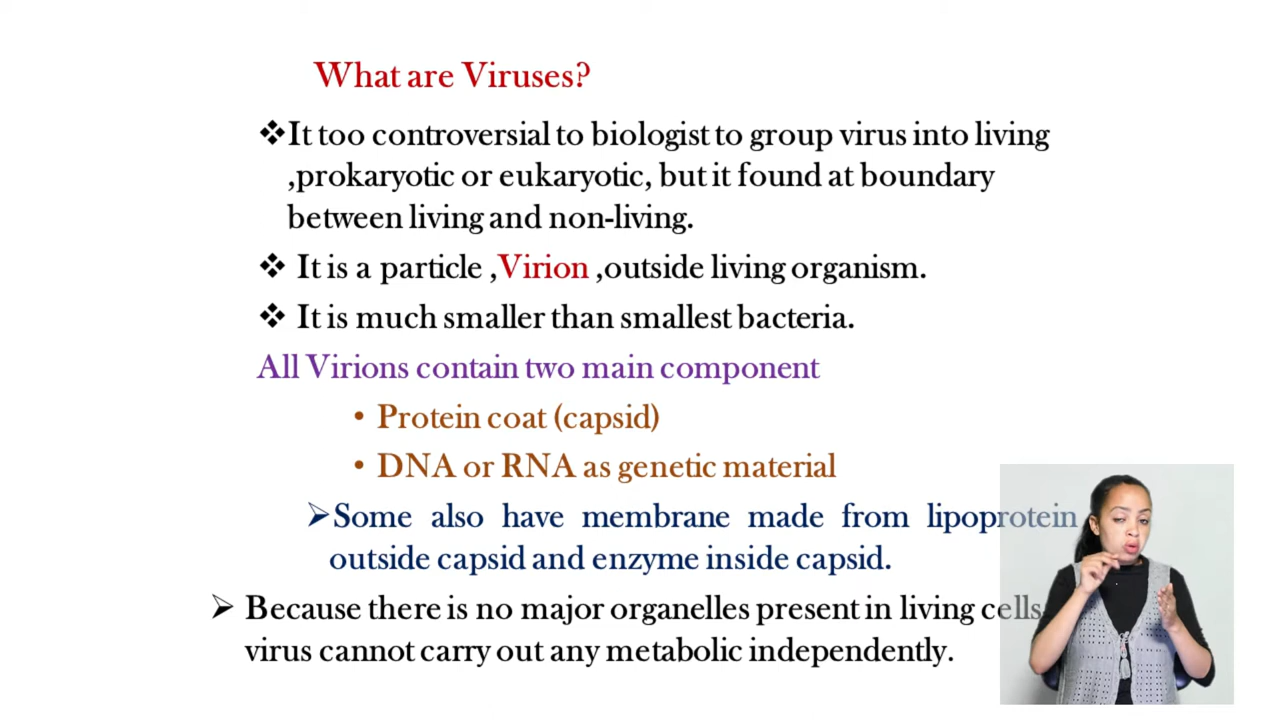 What are Viruses?
❖It too controversial to biologist to group virus into living
,prokaryotic or eukaryotic, but it found at boundary
between living and non-living.
❖ It is a particle ,Virion ,outside living organism.
❖ It is much smaller than smallest bacteria.
All Virions contain two main component
• Protein coat (capsid)
• DNA or RNA as genetic material
➢Some also have membrane made from lipoprotein
outside capsid and enzyme inside capsid.
➢ Because there is no major organelles present in living cells
virus cannot carry out any metabolic independently.